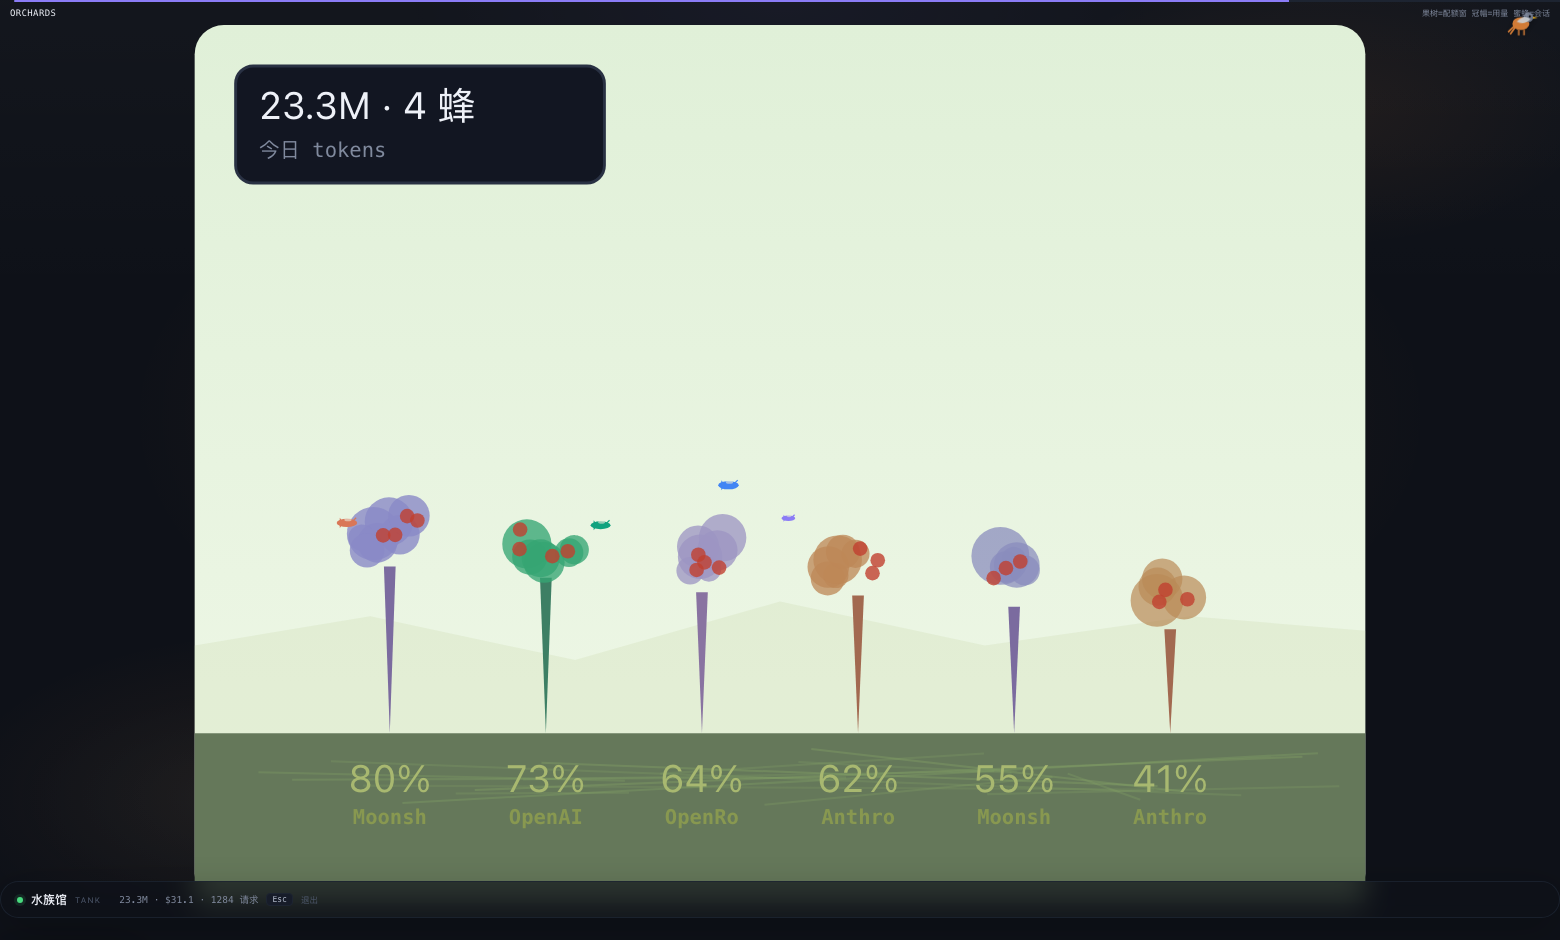 ORCHARDS
果树=配额窗 冠幅=用量 蜜蜂=会话
23.3M · 4 蜂
今日 tokens
80% 73% 64% 62% 55% 41%
Moonsh OpenAI OpenRo Anthro Moonsh Anthro
水族馆 TANK 23.3M · $31.1 · 1284 请求 Esc 退出